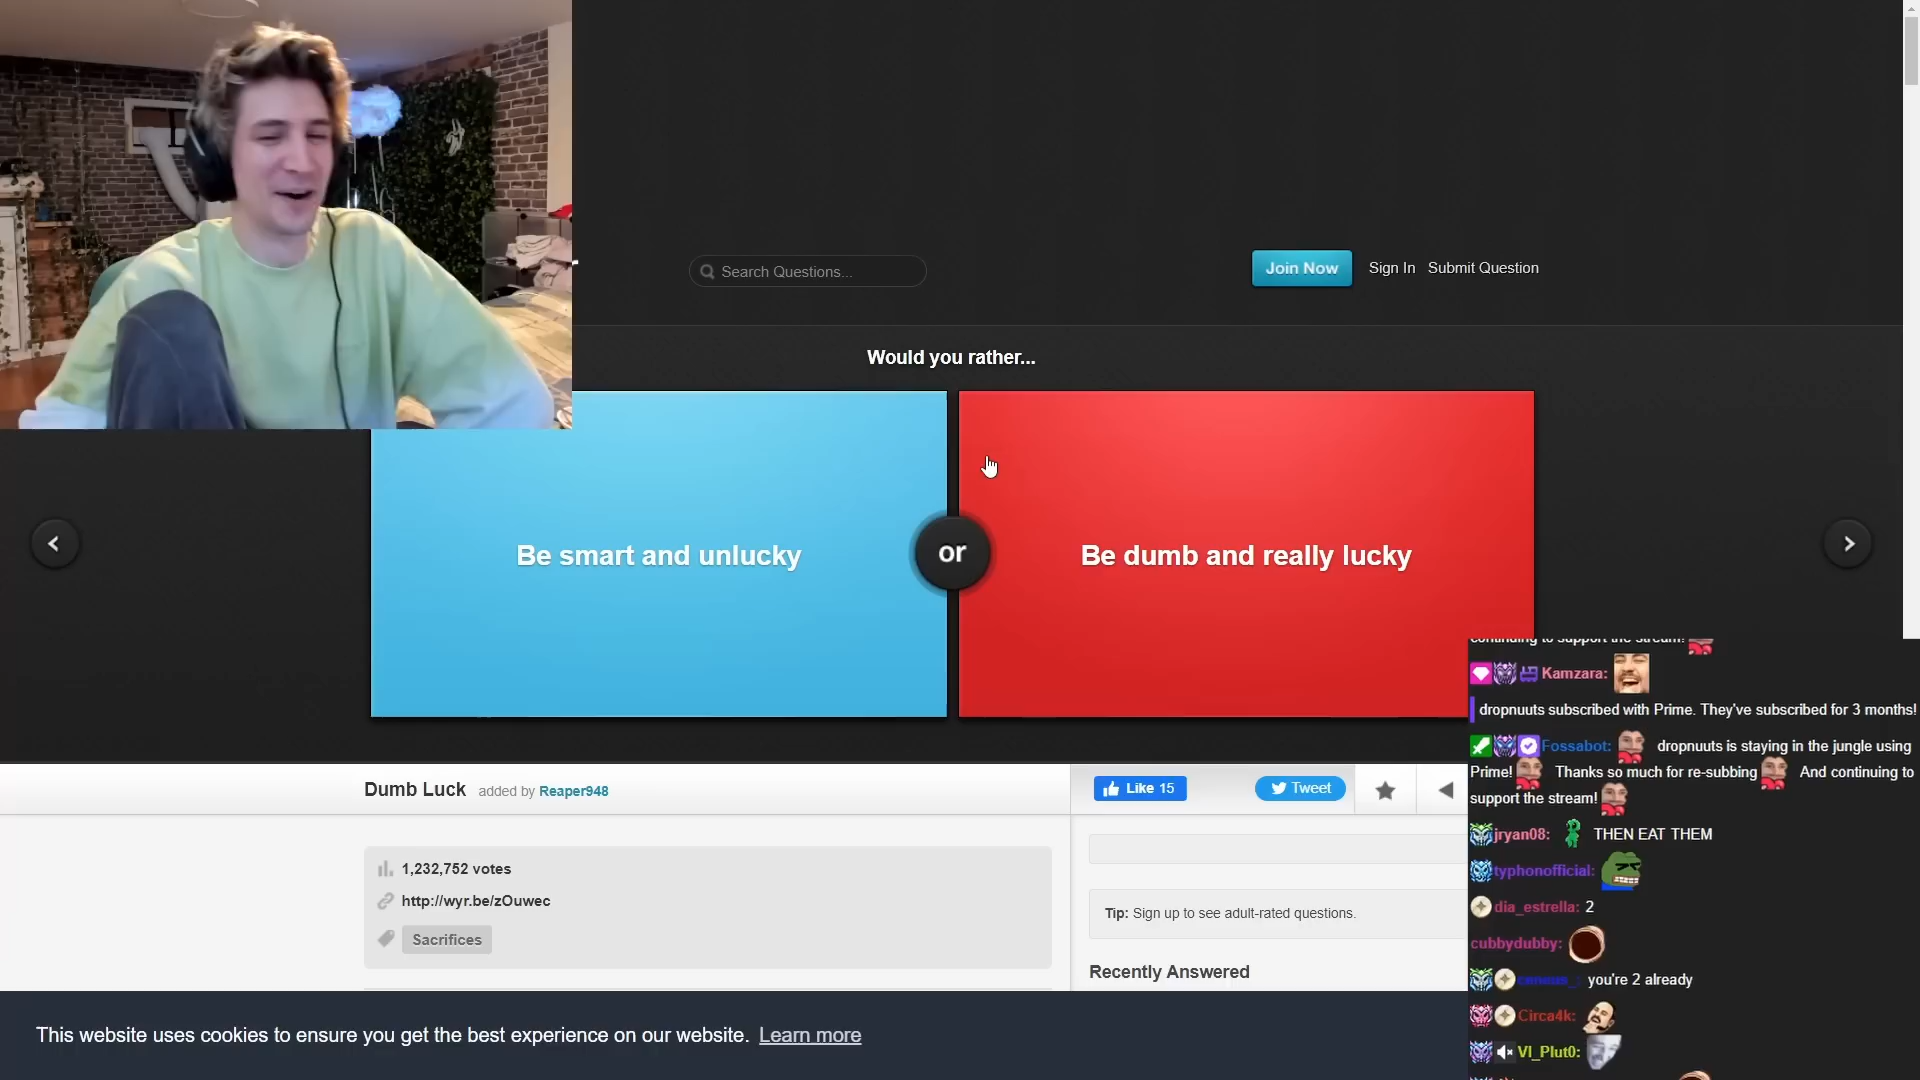 Search Questions...
Join Now
Sign In
Submit Question
Would you rather...
Be smart and unlucky
or
Be dumb and really lucky
continuing to support the stream!
Kamzara:
dropnuuts subscribed with Prime. They've subscribed for 3 months!
Fossabot: dropnuuts is staying in the jungle using
Prime! Thanks so much for re-subbing And continuing to
support the stream!
jryan08: THEN EAT THEM
typhonofficial:
dia_estrella: 2
cubbydubby:
you're 2 already
Circa4k:
VI_Plut0:
Dumb Luck added by Reaper948
Like 15
Tweet
1,232,752 votes
http://wyr.be/zOuwec
Sacrifices
Tip: Sign up to see adult-rated questions.
Recently Answered
This website uses cookies to ensure you get the best experience on our website. Learn more